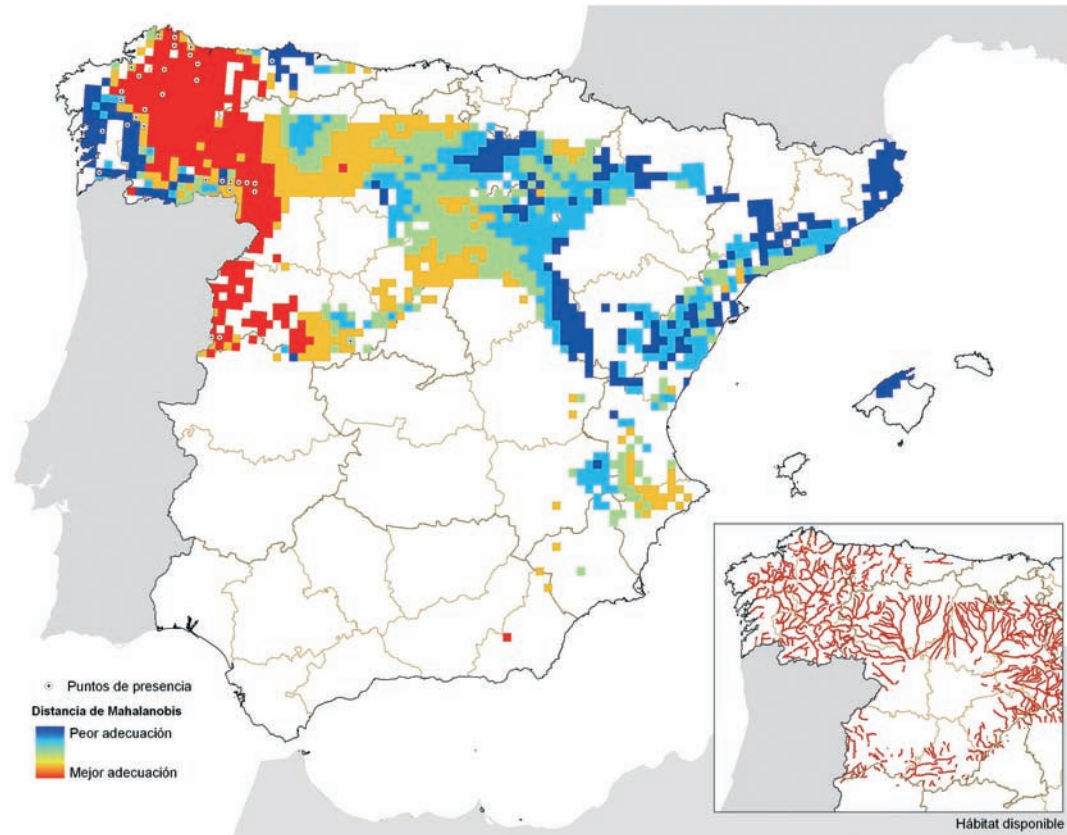 Puntos de presencia
Distancia de Mahalanobis
Peor adecuación
Mejor adecuación
Hábitat disponible